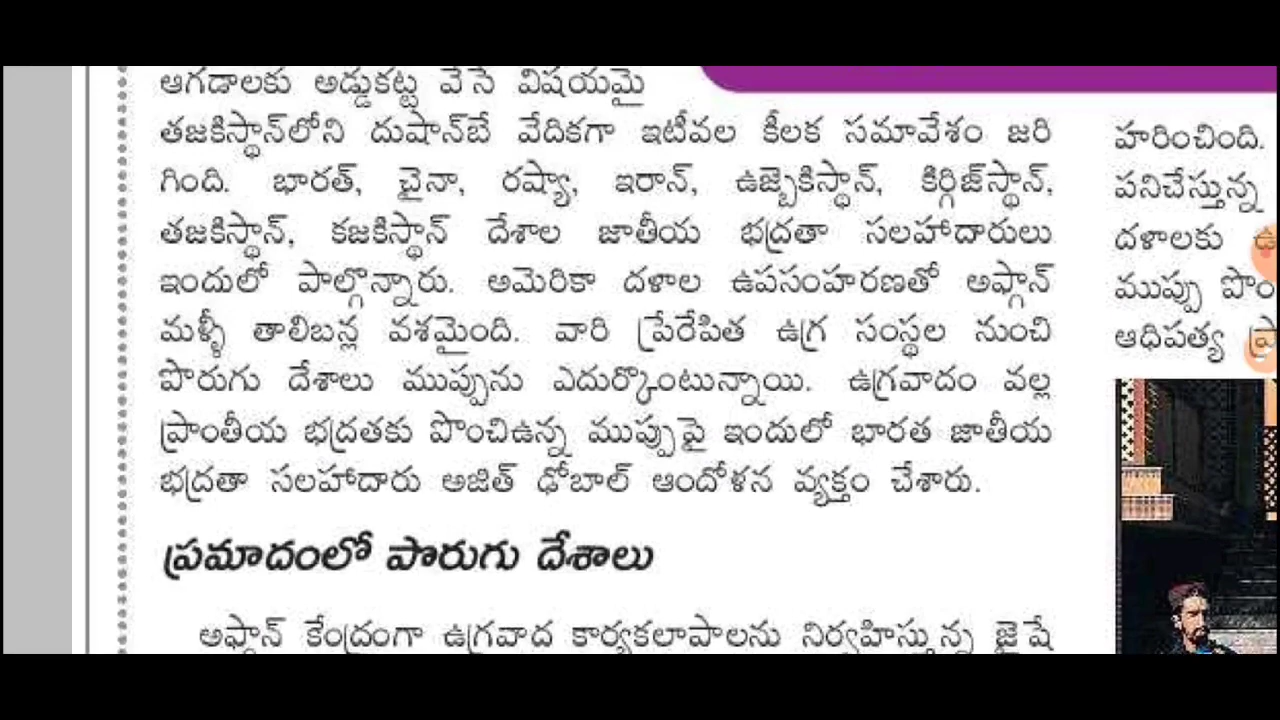 ఆగడాలకు అడ్డుకట్ట వేసే విషయమై
తజకిస్థాన్‌లోని దుషాన్‌బే వేదికగా ఇటీవల కీలక సమావేశం జరి
గింది. భారత్, చైనా, రష్యా, ఇరాన్, ఉజ్బెకిస్థాన్, కిర్గిజ్‌స్థాన్,
తజకిస్థాన్, కజకిస్థాన్ దేశాల జాతీయ భద్రతా సలహాదారులు
ఇందులో పాల్గొన్నారు. అమెరికా దళాల ఉపసంహరణతో అఫ్గాన్
మళ్ళీ తాలిబన్ల వశమైంది. వారి ప్రేరేపిత ఉగ్ర సంస్థల నుంచి
పొరుగు దేశాలు ముప్పును ఎదుర్కొంటున్నాయి. ఉగ్రవాదం వల్ల
ప్రాంతీయ భద్రతకు పొంచిఉన్న ముప్పుపై ఇందులో భారత జాతీయ
భద్రతా సలహాదారు అజిత్ ఢోబాల్ ఆందోళన వ్యక్తం చేశారు.
ప్రమాదంలో పొరుగు దేశాలు
అఫ్గాన్ కేంద్రంగా ఉగ్రవాద కార్యకలాపాలను నిర్వహిస్తున్న జైషే
హరించింది.
పనిచేస్తున్న
దళాలకు
ముప్పు పొం
ఆధిపత్య